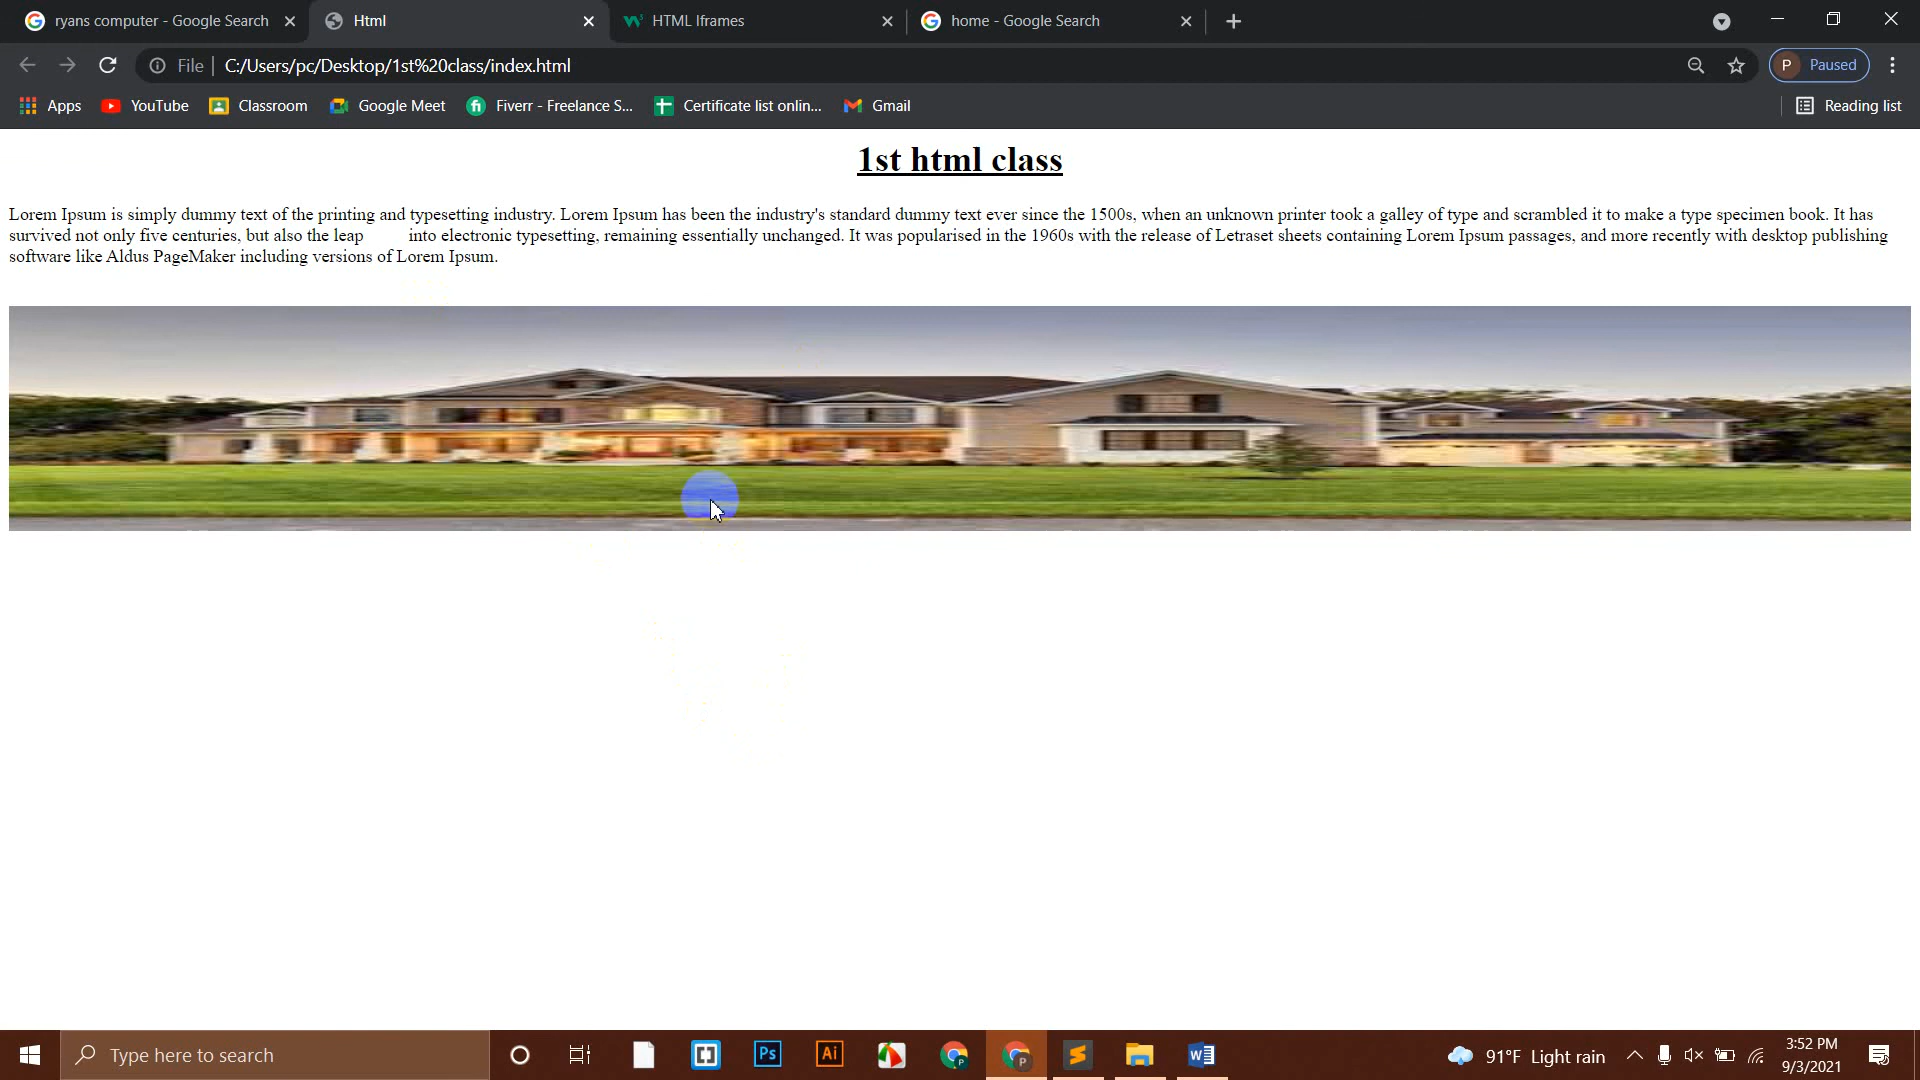 ryans computer - Google Search
Html
HTML Iframes
home - Google Search
File
C:/Users/pc/Desktop/1st%20class/index.html
P Paused
Apps
YouTube
Classroom
Google Meet
Fiverr - Freelance S...
Certificate list onlin...
Gmail
Reading list
1st html class
Lorem Ipsum is simply dummy text of the printing and typesetting industry. Lorem Ipsum has been the industry's standard dummy text ever since the 1500s, when an unknown printer took a galley of type and scrambled it to make a type specimen book. It has
survived not only five centuries, but also the leap into electronic typesetting, remaining essentially unchanged. It was popularised in the 1960s with the release of Letraset sheets containing Lorem Ipsum passages, and more recently with desktop publishing
software like Aldus PageMaker including versions of Lorem Ipsum.
Type here to search
Ps
Ai
91°F Light rain
3:52 PM
9/3/2021